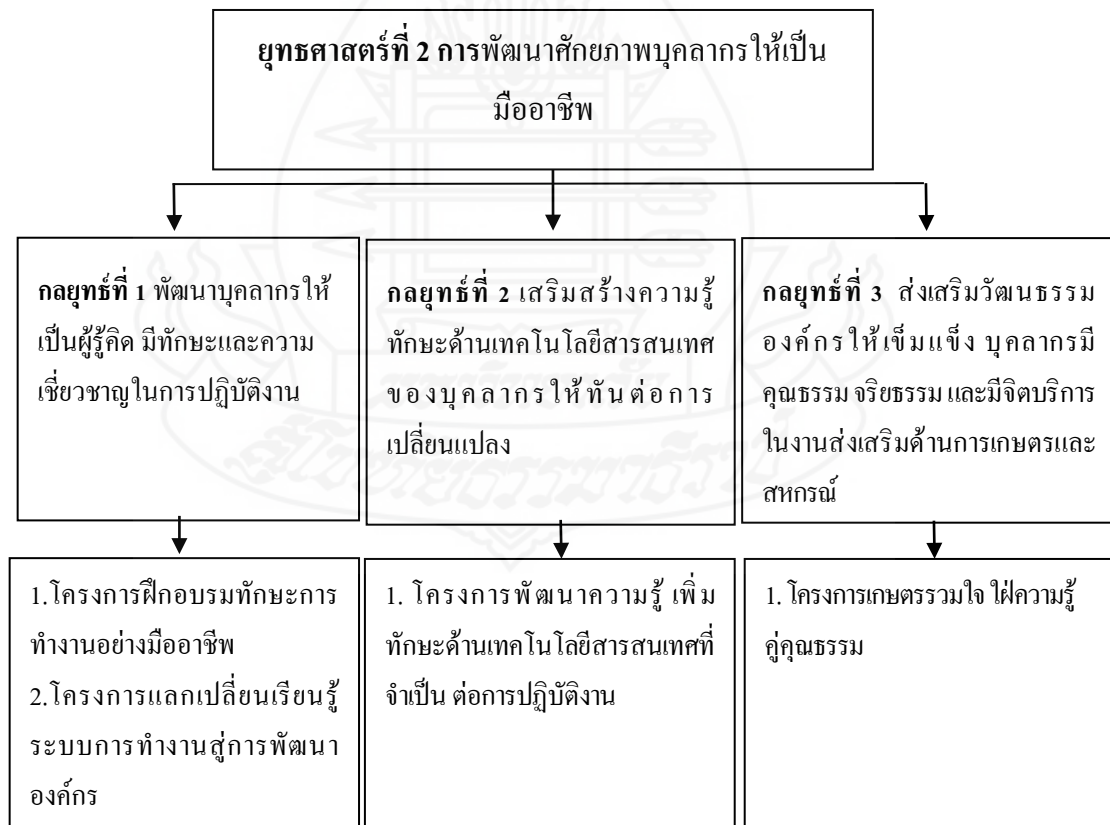 ยุทธศาสตร์ที่ 2 การพัฒนาศักยภาพบุคลากรให้เป็น
มืออาชีพ
กลยุทธ์ที่ 1 พัฒนาบุคลากรให้
เป็นผู้รู้คิด มีทักษะและความ
เชี่ยวชาญในการปฏิบัติงาน
กลยุทธ์ที่ 2 เสริมสร้างความรู้
ทักษะด้านเทคโนโลยีสารสนเทศ
ของบุคลากรให้ทันต่อการ
เปลี่ยนแปลง
กลยุทธ์ที่ 3 ส่งเสริมวัฒนธรรม
องค์กรให้เข็มแข็ง บุคลากรมี
คุณธรรม จริยธรรม และมีจิตบริการ
ในงานส่งเสริมด้านการเกษตรและ
สหกรณ์
1.โครงการฝึกอบรมทักษะการ
ทำงานอย่างมืออาชีพ
2.โครงการแลกเปลี่ยนเรียนรู้
ระบบการทำงานสู่การพัฒนา
องค์กร
1. โครงการพัฒนาความรู้ เพิ่ม
ทักษะด้านเทคโนโลยีสารสนเทศที่
จำเป็น ต่อการปฏิบัติงาน
1. โครงการเกษตรรวมใจ ใฝ่ความรู้
คู่คุณธรรม